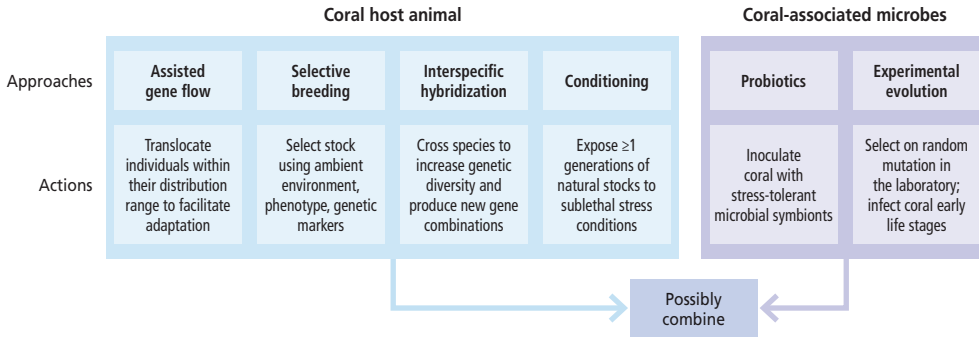 Coral host animal
Coral-associated microbes
Approaches
Assisted
gene flow
Selective
breeding
Interspecific
hybridization
Conditioning
Probiotics
Experimental
evolution
Actions
Translocate
individuals within
their distribution
range to facilitate
adaptation
Select stock
using ambient
environment,
phenotype, genetic
markers
Cross species to
increase genetic
diversity and
produce new gene
combinations
Expose ≥1
generations of
natural stocks to
sublethal stress
conditions
Inoculate
coral with
stress-tolerant
microbial symbionts
Select on random
mutation in
the laboratory;
infect coral early
life stages
Possibly
combine